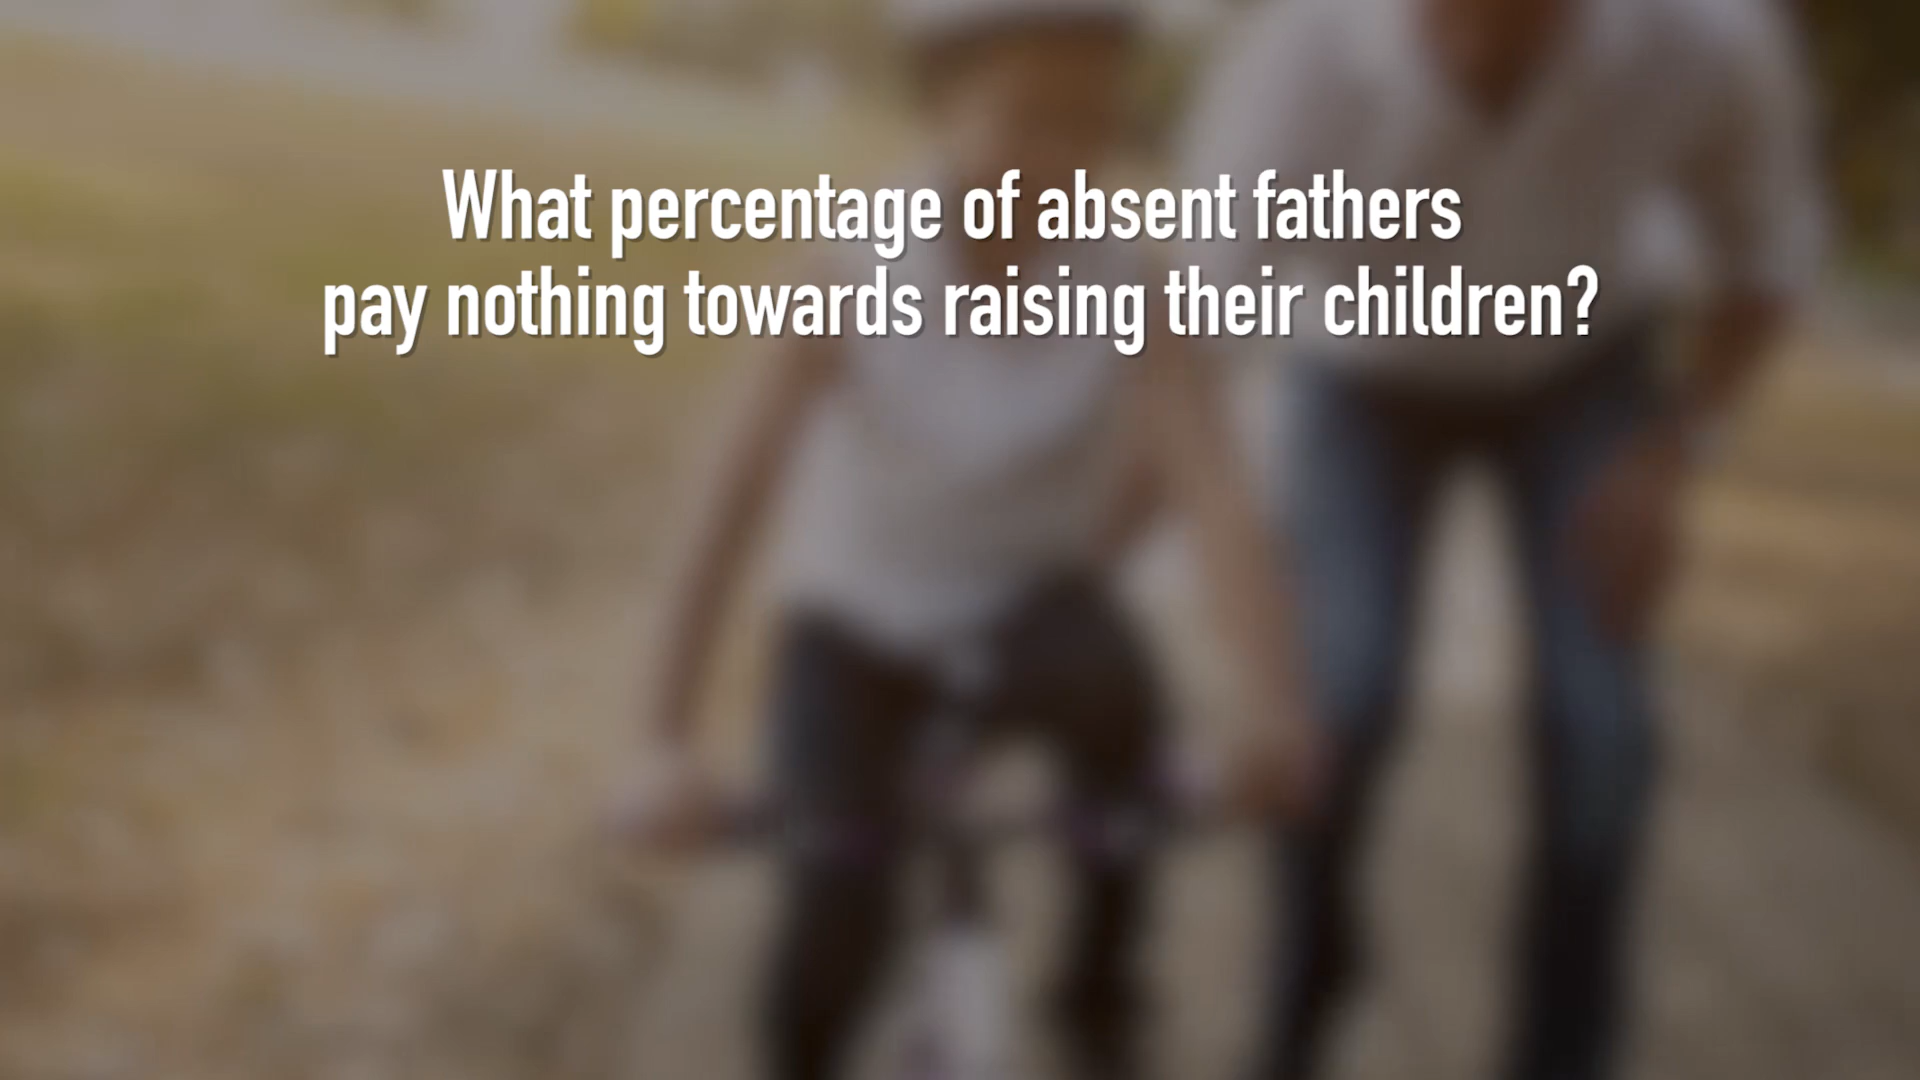 What percentage of absent fathers
pay nothing towards raising their children?